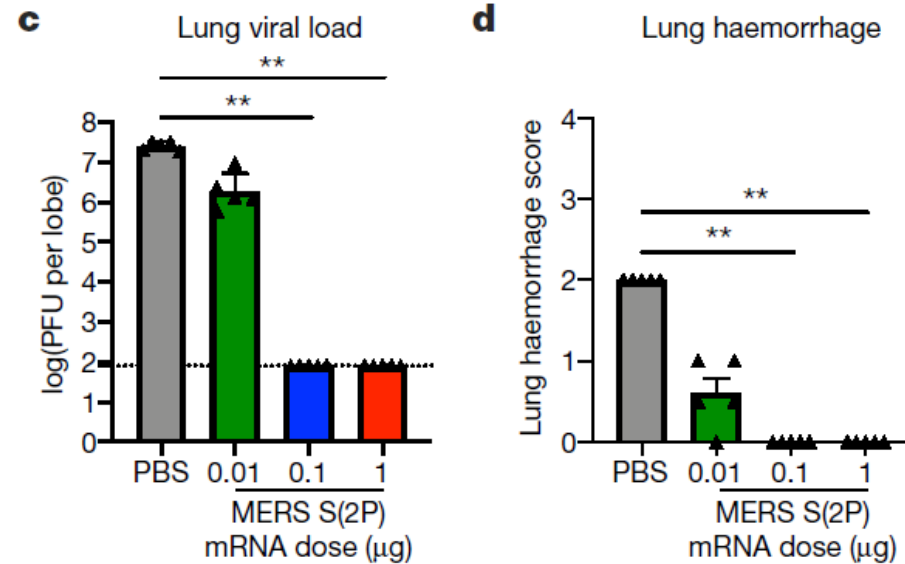 c
Lung viral load
**
**
log(PFU per lobe)
8
7
6
5
4
3
2
1
0
PBS 0.01 0.1 1
MERS S(2P)
mRNA dose (μg)
d
Lung haemorrhage
**
**
Lung haemorrhage score
4
3
2
1
0
PBS 0.01 0.1 1
MERS S(2P)
mRNA dose (μg)